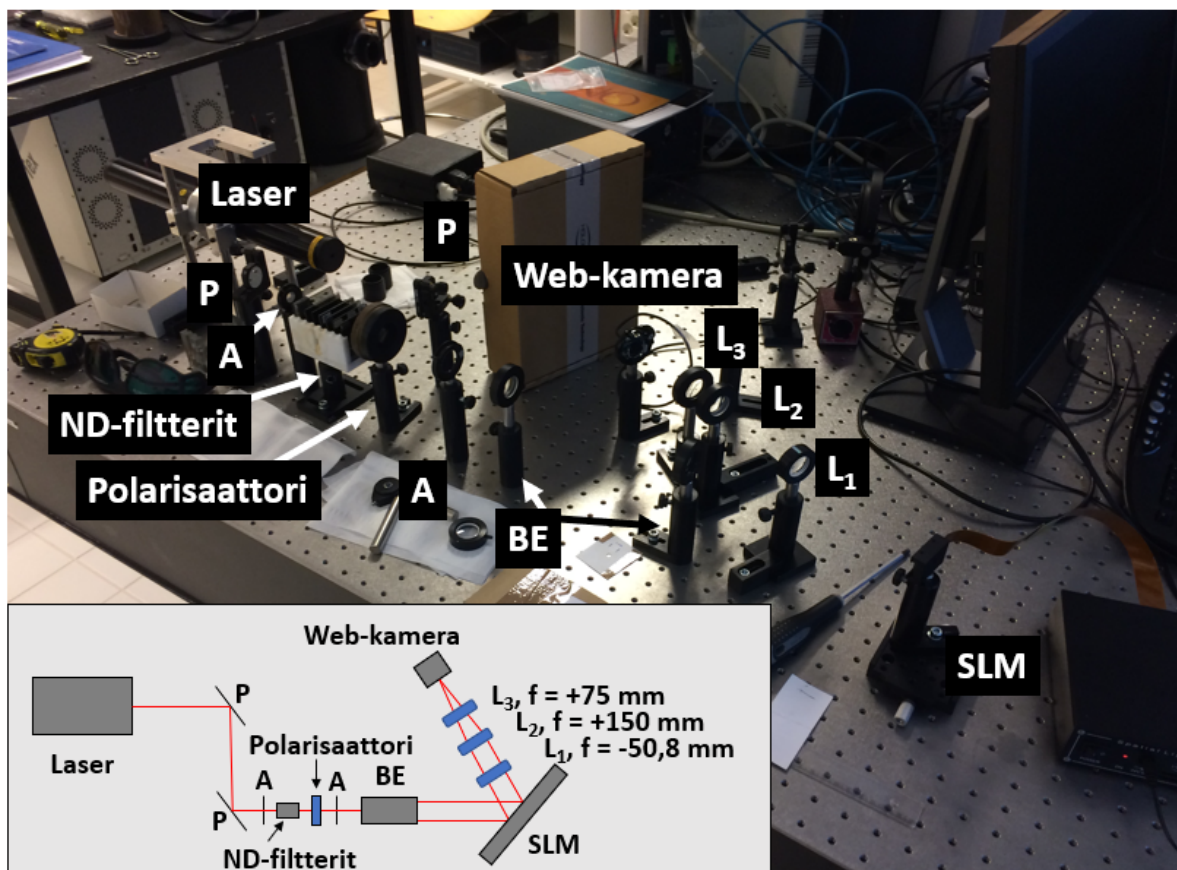 Laser
P
P
Web-kamera
A
L3
L2
ND-filtterit
L1
Polarisaattori
A
BE
SLM
Web-kamera
L3, f = +75 mm
L2, f = +150 mm
L1, f = -50,8 mm
P
Laser
Polarisaattori
A
A
BE
P
ND-filtterit
SLM